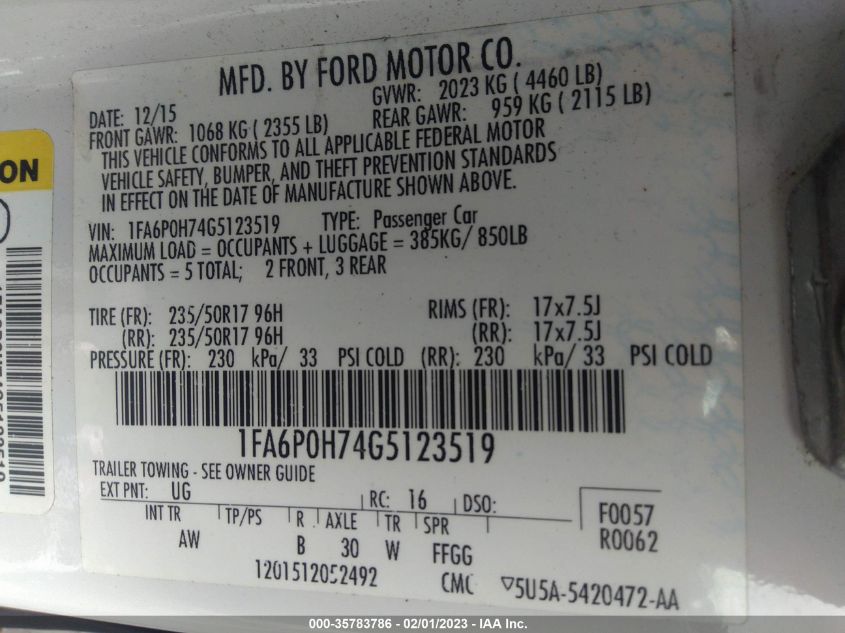 MFD. BY FORD MOTOR CO.
DATE: 12/15 GVWR: 2023 KG ( 4460 LB)
FRONT GAWR: 1068 KG ( 2355 LB) REAR GAWR: 959 KG ( 2115 LB)
THIS VEHICLE CONFORMS TO ALL APPLICABLE FEDERAL MOTOR
VEHICLE SAFETY, BUMPER, AND THEFT PREVENTION STANDARDS
IN EFFECT ON THE DATE OF MANUFACTURE SHOWN ABOVE.
VIN: 1FA6P0H74G5123519 TYPE: Passenger Car
MAXIMUM LOAD = OCCUPANTS + LUGGAGE = 385KG/ 850LB
OCCUPANTS = 5 TOTAL; 2 FRONT, 3 REAR
TIRE (FR): 235/50R17 96H RIMS (FR): 17x7.5J
(RR): 235/50R17 96H (RR): 17x7.5J
PRESSURE (FR): 230 kPa/ 33 PSI COLD (RR): 230 kPa/ 33 PSI COLD
1FA6P0H74G5123519
TRAILER TOWING - SEE OWNER GUIDE
EXT PNT: UG RC: 16 DSO: F0057
INT TR TP/PS R AXLE TR SPR R0062
AW B 30 W FFGG
1201512052492 CMC ▽5U5A-5420472-AA
ON
000-35783786 - 02/01/2023 - IAA Inc.